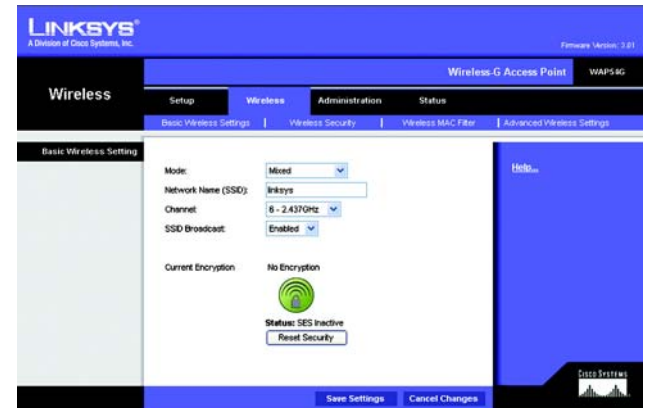 LINKSYS®
A Division of Cisco Systems, Inc.
Firmware Version: 3.01
Wireless-G Access Point WAP54G
Wireless
Setup Wireless Administration Status
Basic Wireless Settings | Wireless Security | Wireless MAC Filter | Advanced Wireless Settings
Basic Wireless Setting
Help...
Mode: Mixed
Network Name (SSID): linksys
Channel: 6 - 2.437GHz
SSID Broadcast: Enabled
Current Encryption No Encryption
Status: SES Inactive
Reset Security
Save Settings Cancel Changes
CISCO SYSTEMS